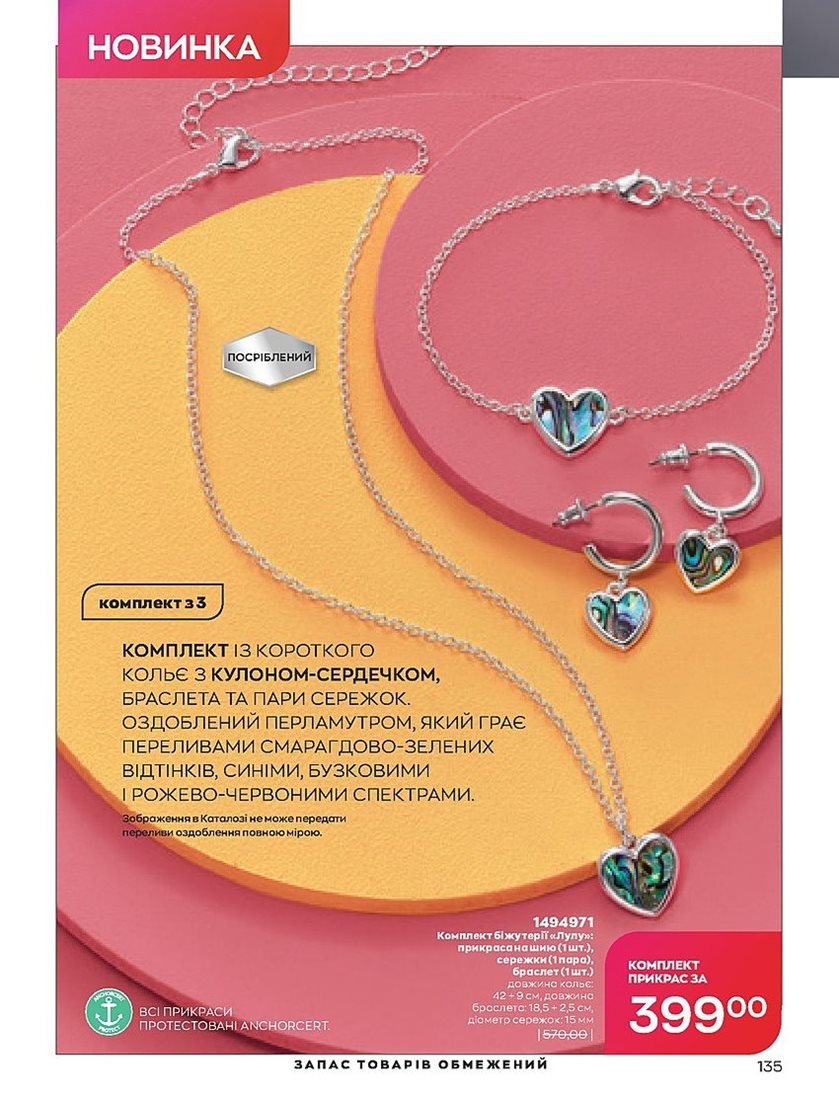 НОВИНКА
ПОСРІБЛЕНИЙ
комплект з 3
КОМПЛЕКТ ІЗ КОРОТКОГО
КОЛЬЄ З КУЛОНОМ-СЕРДЕЧКОМ,
БРАСЛЕТА ТА ПАРИ СЕРЕЖОК.
ОЗДОБЛЕНИЙ ПЕРЛАМУТРОМ, ЯКИЙ ГРАЄ
ПЕРЕЛИВАМИ СМАРАГДОВО-ЗЕЛЕНИХ
ВІДТІНКІВ, СИНІМИ, БУЗКОВИМИ
І РОЖЕВО-ЧЕРВОНИМИ СПЕКТРАМИ.
Зображення в Каталозі не може передати
переливи оздоблення повною мірою.
1494971
Комплект біжутерії «Лулу»:
прикраса на шию (1 шт.),
сережки (1 пара),
браслет (1 шт.)
довжина кольє:
42 + 9 см, довжина
браслета: 18,5 + 2,5 см,
діаметр сережок: 15 мм
| 570,00 |
КОМПЛЕКТ
ПРИКРАС ЗА
399⁰⁰
ANCHORCERT
PROTECT
ВСІ ПРИКРАСИ
ПРОТЕСТОВАНІ ANCHORCERT.
ЗАПАС ТОВАРІВ ОБМЕЖЕНИЙ
135